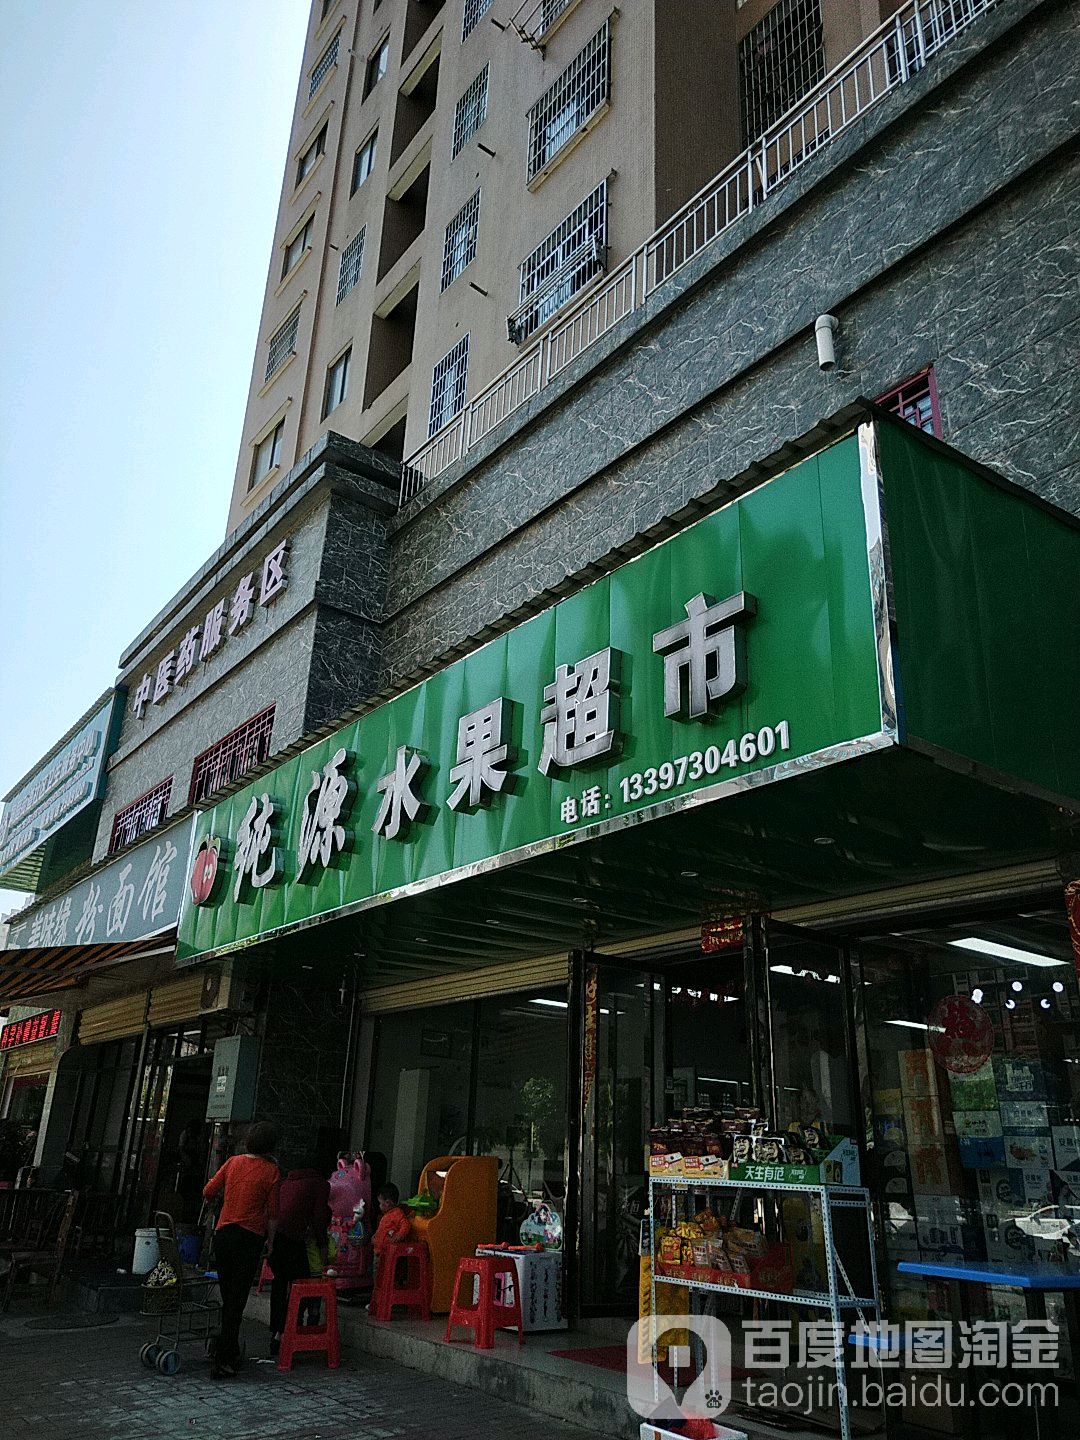 中医药服务区
纯源水果超市
电话：13397304601
粉面馆
天生有范
百度地图淘金
taojin.baidu.com